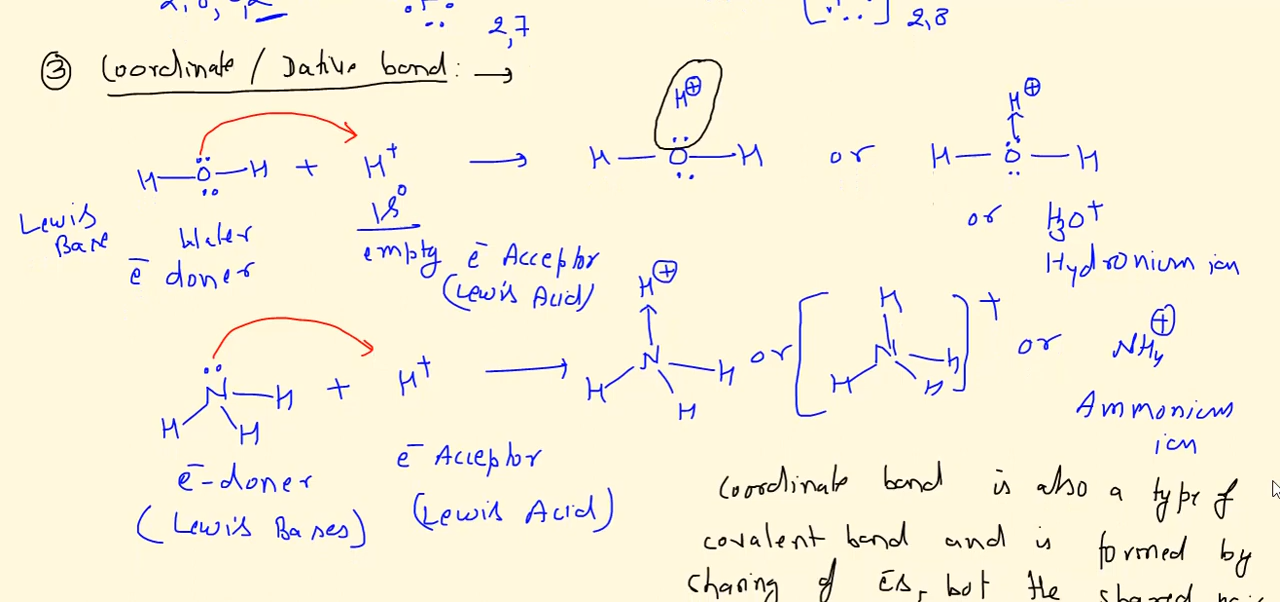 2,7
2,8
③ Coordinate / Dative bond: →
H—O—H + H+ → H—O—H H⊕ or H—O—H H⊕
Lewis Base
Water
e⁻ doner
1S⁰
empty
e⁻ Acceptor
(Lewis Acid)
or H3O+
Hydronium ion
N H H H + H+ → H⊕ N H H H or [H N H H H]+ or NH4⊕
Ammonium
ion
e⁻-doner
(Lewis Bases)
e⁻ Acceptor
(Lewis Acid)
Coordinate bond is also a type of
covalent bond and is formed by
sharing of es, but the shared